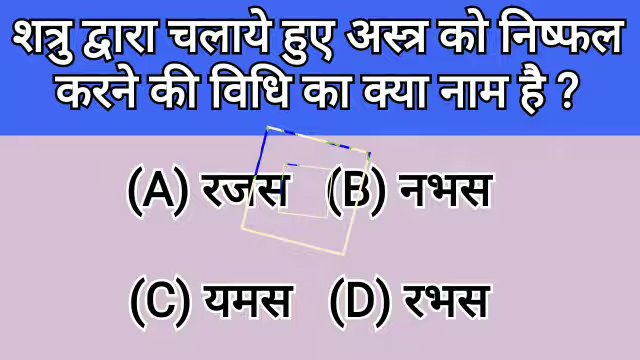 शत्रु द्वारा चलाये हुए अस्त्र को निष्फल
करने की विधि का क्या नाम है ?
(A) रजस (B) नभस
(C) यमस (D) रभस